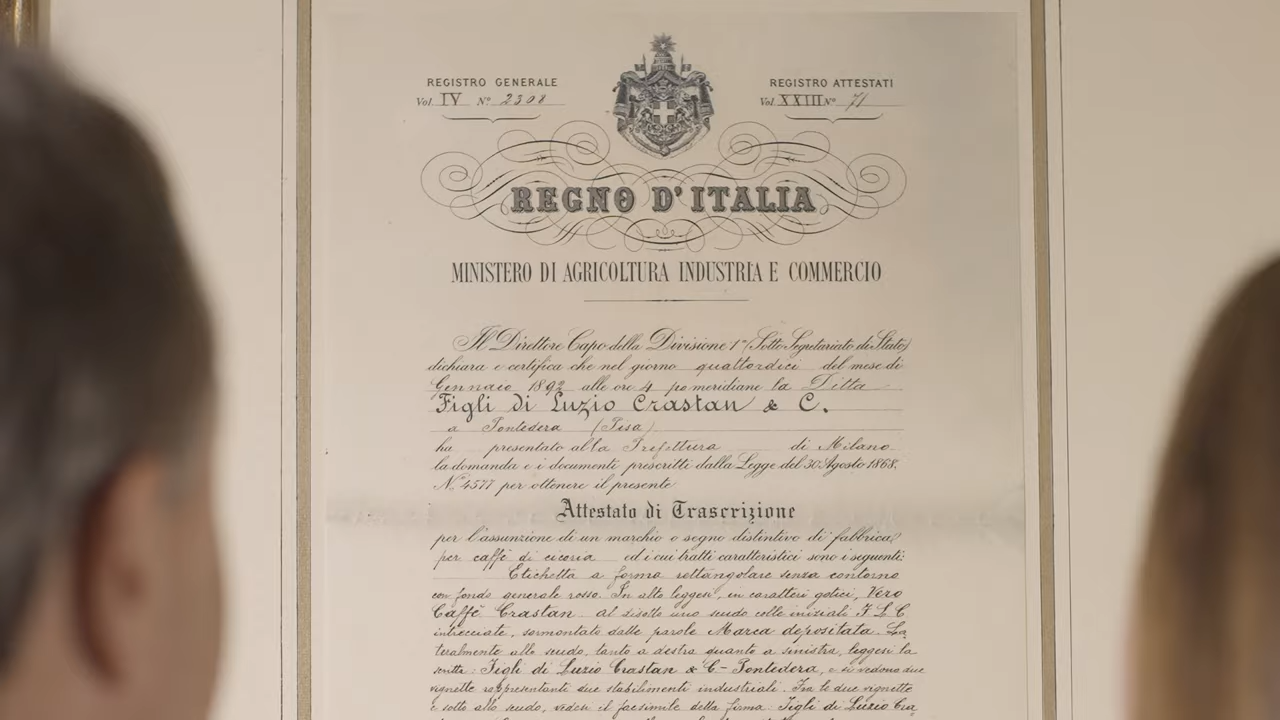 REGISTRO GENERALE
Vol. IV N.º 2308
REGISTRO ATTESTATI
Vol. XXIII N.º 71
REGNO D'ITALIA
MINISTERO DI AGRICOLTURA INDUSTRIA E COMMERCIO
Il Direttore Capo della Divisione 1ª (Sotto Segretariato di Stato)
dichiara e certifica che nel giorno quattordici del mese di
Gennaio 1892 alle ore 4 pomeridiane la Ditta
Figli di Luzio Crastan & C.
a Pontedera (Pisa)
ha presentato alla Prefettura di Milano
la domanda e i documenti prescritti dalla Legge del 30 Agosto 1868,
N.º 4577 per ottenere il presente
Attestato di Trascrizione
per l'assunzione di un marchio o segno distintivo di fabbrica
per caffè di cicoria ed i cui tratti caratteristici sono i seguenti:
Etichetta a forma rettangolare senza contorno
con fondo generale rosso. In alto leggesi, in caratteri gotici, Vero
Caffè Crastan al disotto uno scudo colle iniziali F L C
intrecciate, sormontato dalle parole Marca depositata. La-
teralmente allo scudo, tanto a destra quanto a sinistra, leggesi la
scritta: Figli di Luzio Crastan & C - Pontedera, e si vedono due
vignette rappresentanti due stabilimenti industriali. Fra le due vignette
e sotto allo scudo, vedesi il facsimile della firma: Figli di Luzio Cra